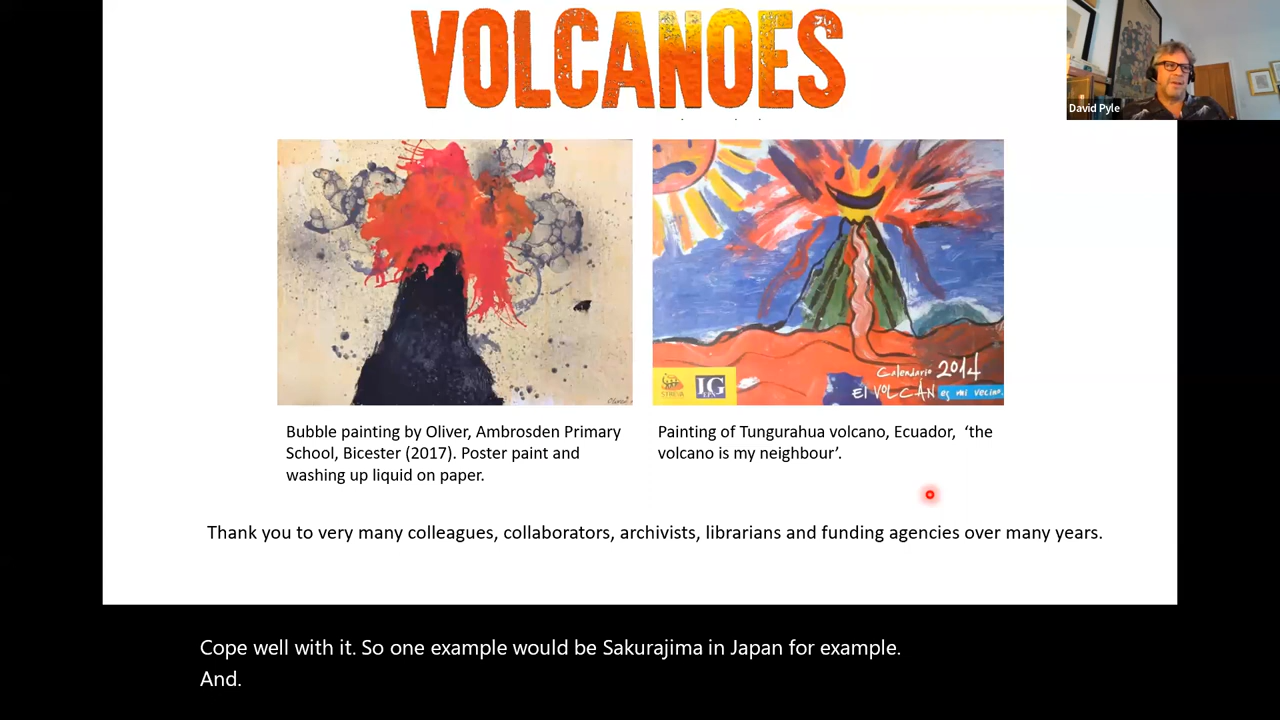 VOLCANOES
David Pyle
Calendario 2014
El VOLCÁN es mi vecino.
STREVA
IG
Bubble painting by Oliver, Ambrosden Primary
School, Bicester (2017). Poster paint and
washing up liquid on paper.
Painting of Tungurahua volcano, Ecuador, ‘the
volcano is my neighbour’.
Thank you to very many colleagues, collaborators, archivists, librarians and funding agencies over many years.
Cope well with it. So one example would be Sakurajima in Japan for example.
And.